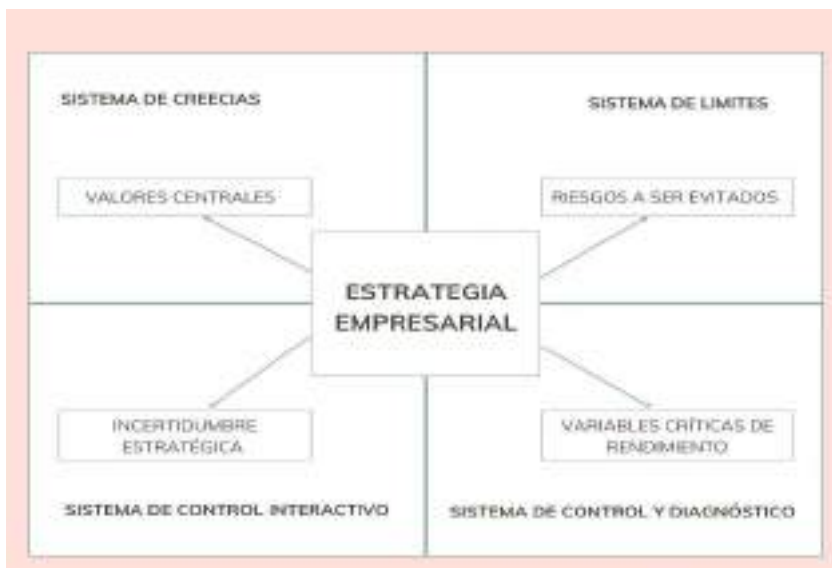 SISTEMA DE CREECIAS
SISTEMA DE LIMITES
VALORES CENTRALES
RIESGOS A SER EVITADOS
ESTRATEGIA
EMPRESARIAL
INCERTIDUMBRE
ESTRATÉGICA
VARIABLES CRÍTICAS DE
RENDIMIENTO
SISTEMA DE CONTROL INTERACTIVO
SISTEMA DE CONTROL Y DIAGNÓSTICO